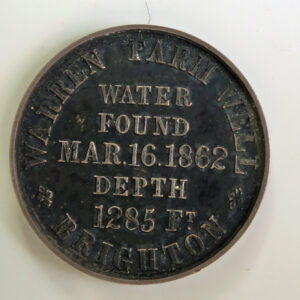 WARREN FARM WELL
WATER
FOUND
MAR.16.1862
DEPTH
1285 FT
BRIGHTON